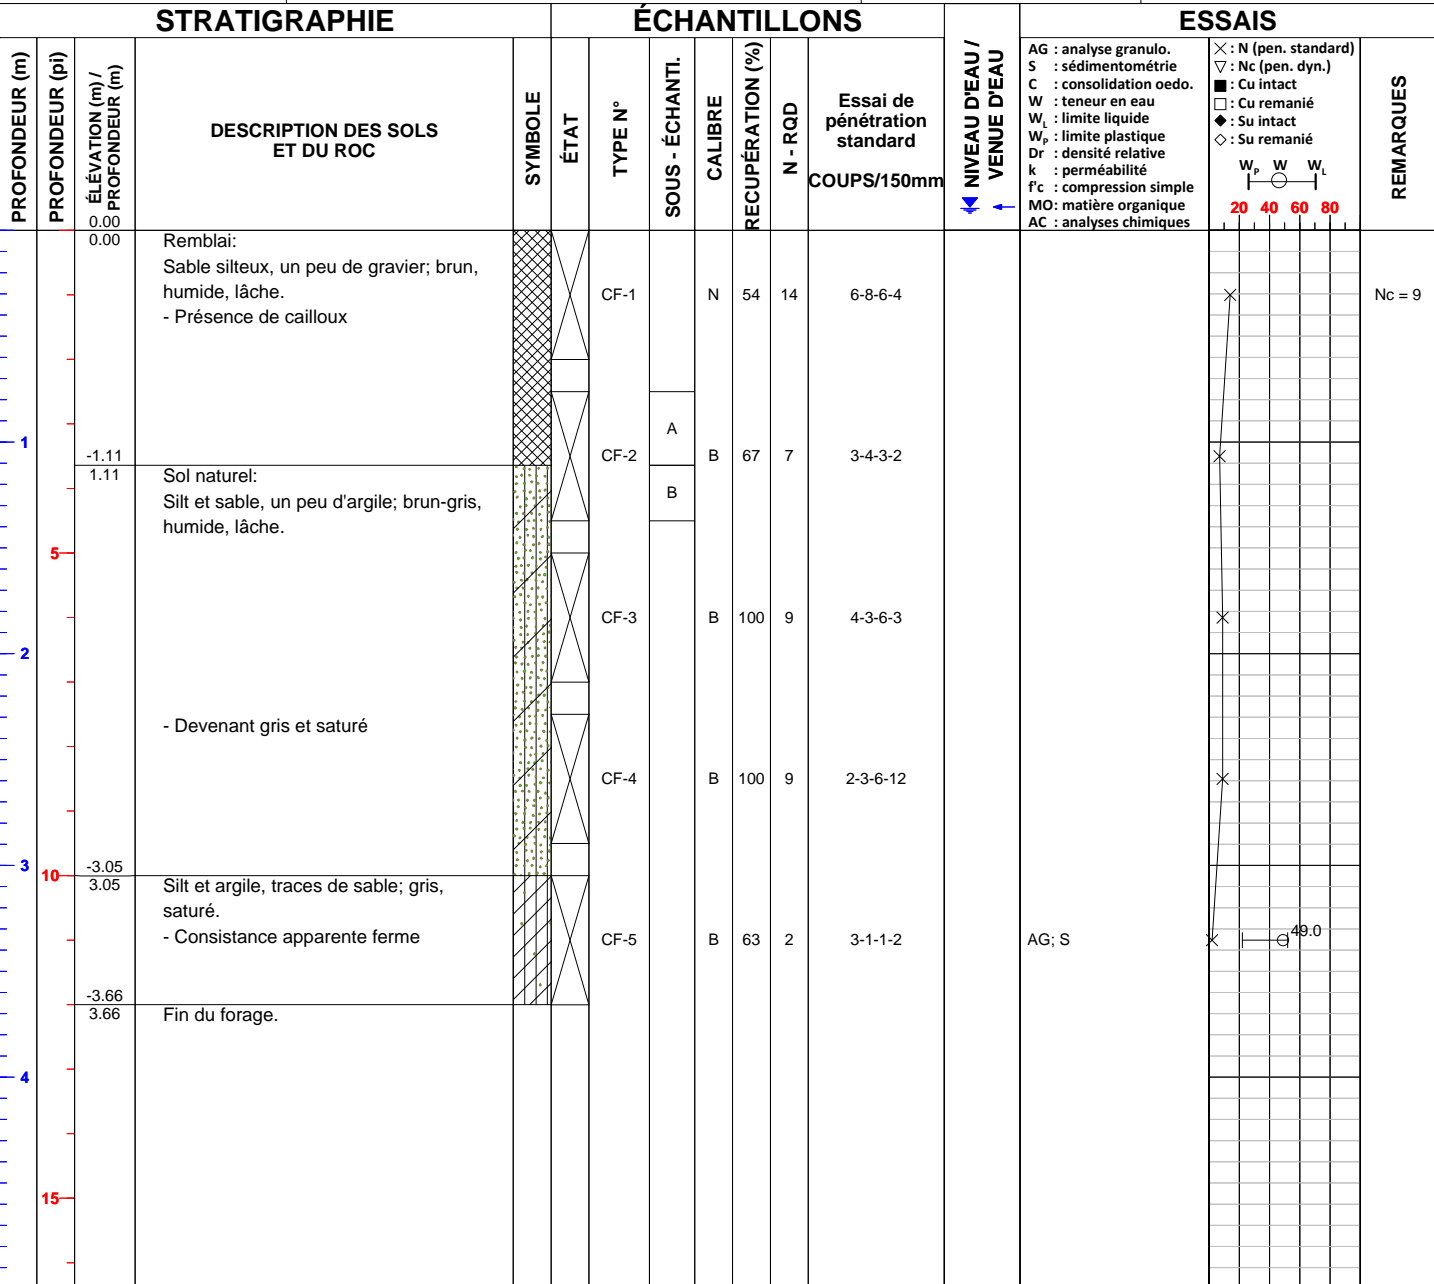 STRATIGRAPHIE
ÉCHANTILLONS
ESSAIS
PROFONDEUR (m)
PROFONDEUR (pi)
ÉLÉVATION (m) /
PROFONDEUR (m)
DESCRIPTION DES SOLS
ET DU ROC
SYMBOLE
ÉTAT
TYPE N°
SOUS - ÉCHANTI.
CALIBRE
RECUPÉRATION (%)
N - RQD
Essai de
pénétration
standard
COUPS/150mm
NIVEAU D'EAU /
VENUE D'EAU
AG : analyse granulo.
S : sédimentométrie
C : consolidation oedo.
W : teneur en eau
WL : limite liquide
WP : limite plastique
Dr : densité relative
k : perméabilité
f'c : compression simple
MO: matière organique
AC : analyses chimiques
: N (pen. standard)
: Nc (pen. dyn.)
: Cu intact
: Cu remanié
: Su intact
: Su remanié
WP W WL
20 40 60 80
REMARQUES
0.00
0.00
Remblai:
Sable silteux, un peu de gravier; brun,
humide, lâche.
- Présence de cailloux
CF-1 N 54 14 6-8-6-4 Nc = 9
1
A
CF-2 B 67 7 3-4-3-2
B
-1.11
1.11
Sol naturel:
Silt et sable, un peu d'argile; brun-gris,
humide, lâche.
5
CF-3 B 100 9 4-3-6-3
2
- Devenant gris et saturé
CF-4 B 100 9 2-3-6-12
3
10
-3.05
3.05
Silt et argile, traces de sable; gris,
saturé.
- Consistance apparente ferme
CF-5 B 63 2 3-1-1-2 AG; S 49.0
-3.66
3.66
Fin du forage.
4
15